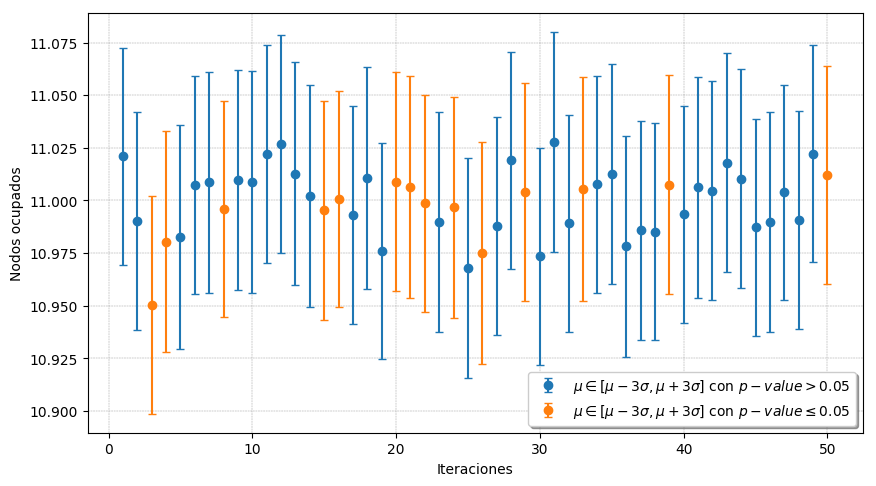 Nodos ocupados
11.075
11.050
11.025
11.000
10.975
10.950
10.925
10.900
μ ∈ [μ − 3σ, μ + 3σ] con p − value > 0.05
μ ∈ [μ − 3σ, μ + 3σ] con p − value ≤ 0.05
0 10 20 30 40 50
Iteraciones